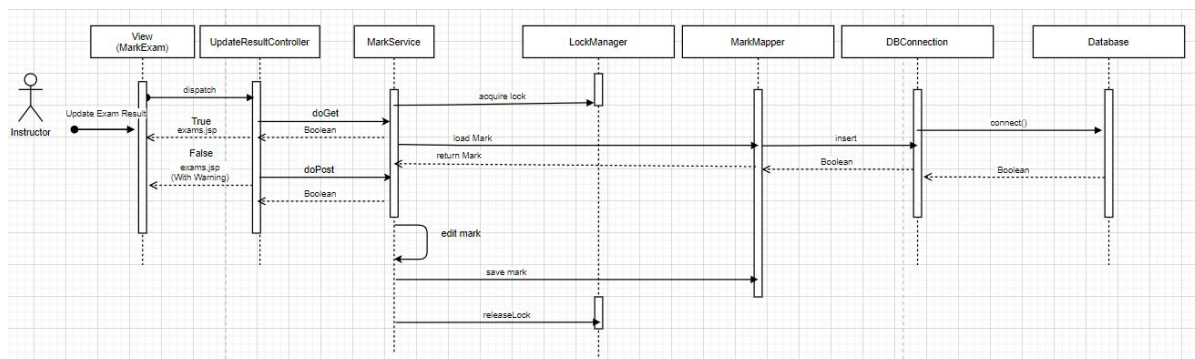 View
(MarkExam)
UpdateResultController
MarkService
LockManager
MarkMapper
DBConnection
Database
dispatch
acquire lock
Update Exam Result
True
exams.jsp
doGet
Boolean
connect()
load Mark
insert
return Mark
Boolean
Boolean
Instructor
False
exams.jsp
(With Warning)
doPost
Boolean
edit mark
save mark
releaseLock